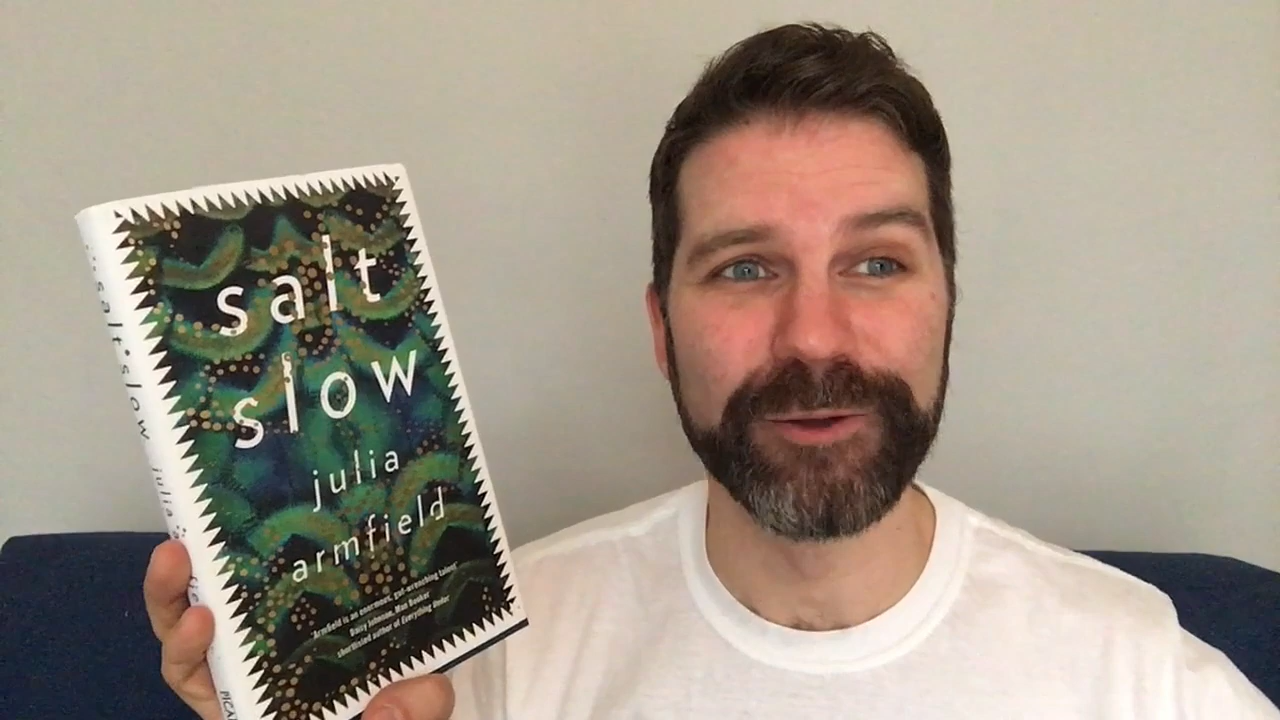 salt
slow
julia
armfield
'Armfield is an enormous, gut-wrenching talent'
Daisy Johnson, Man Booker
shortlisted author of Everything Under
salt slow julia